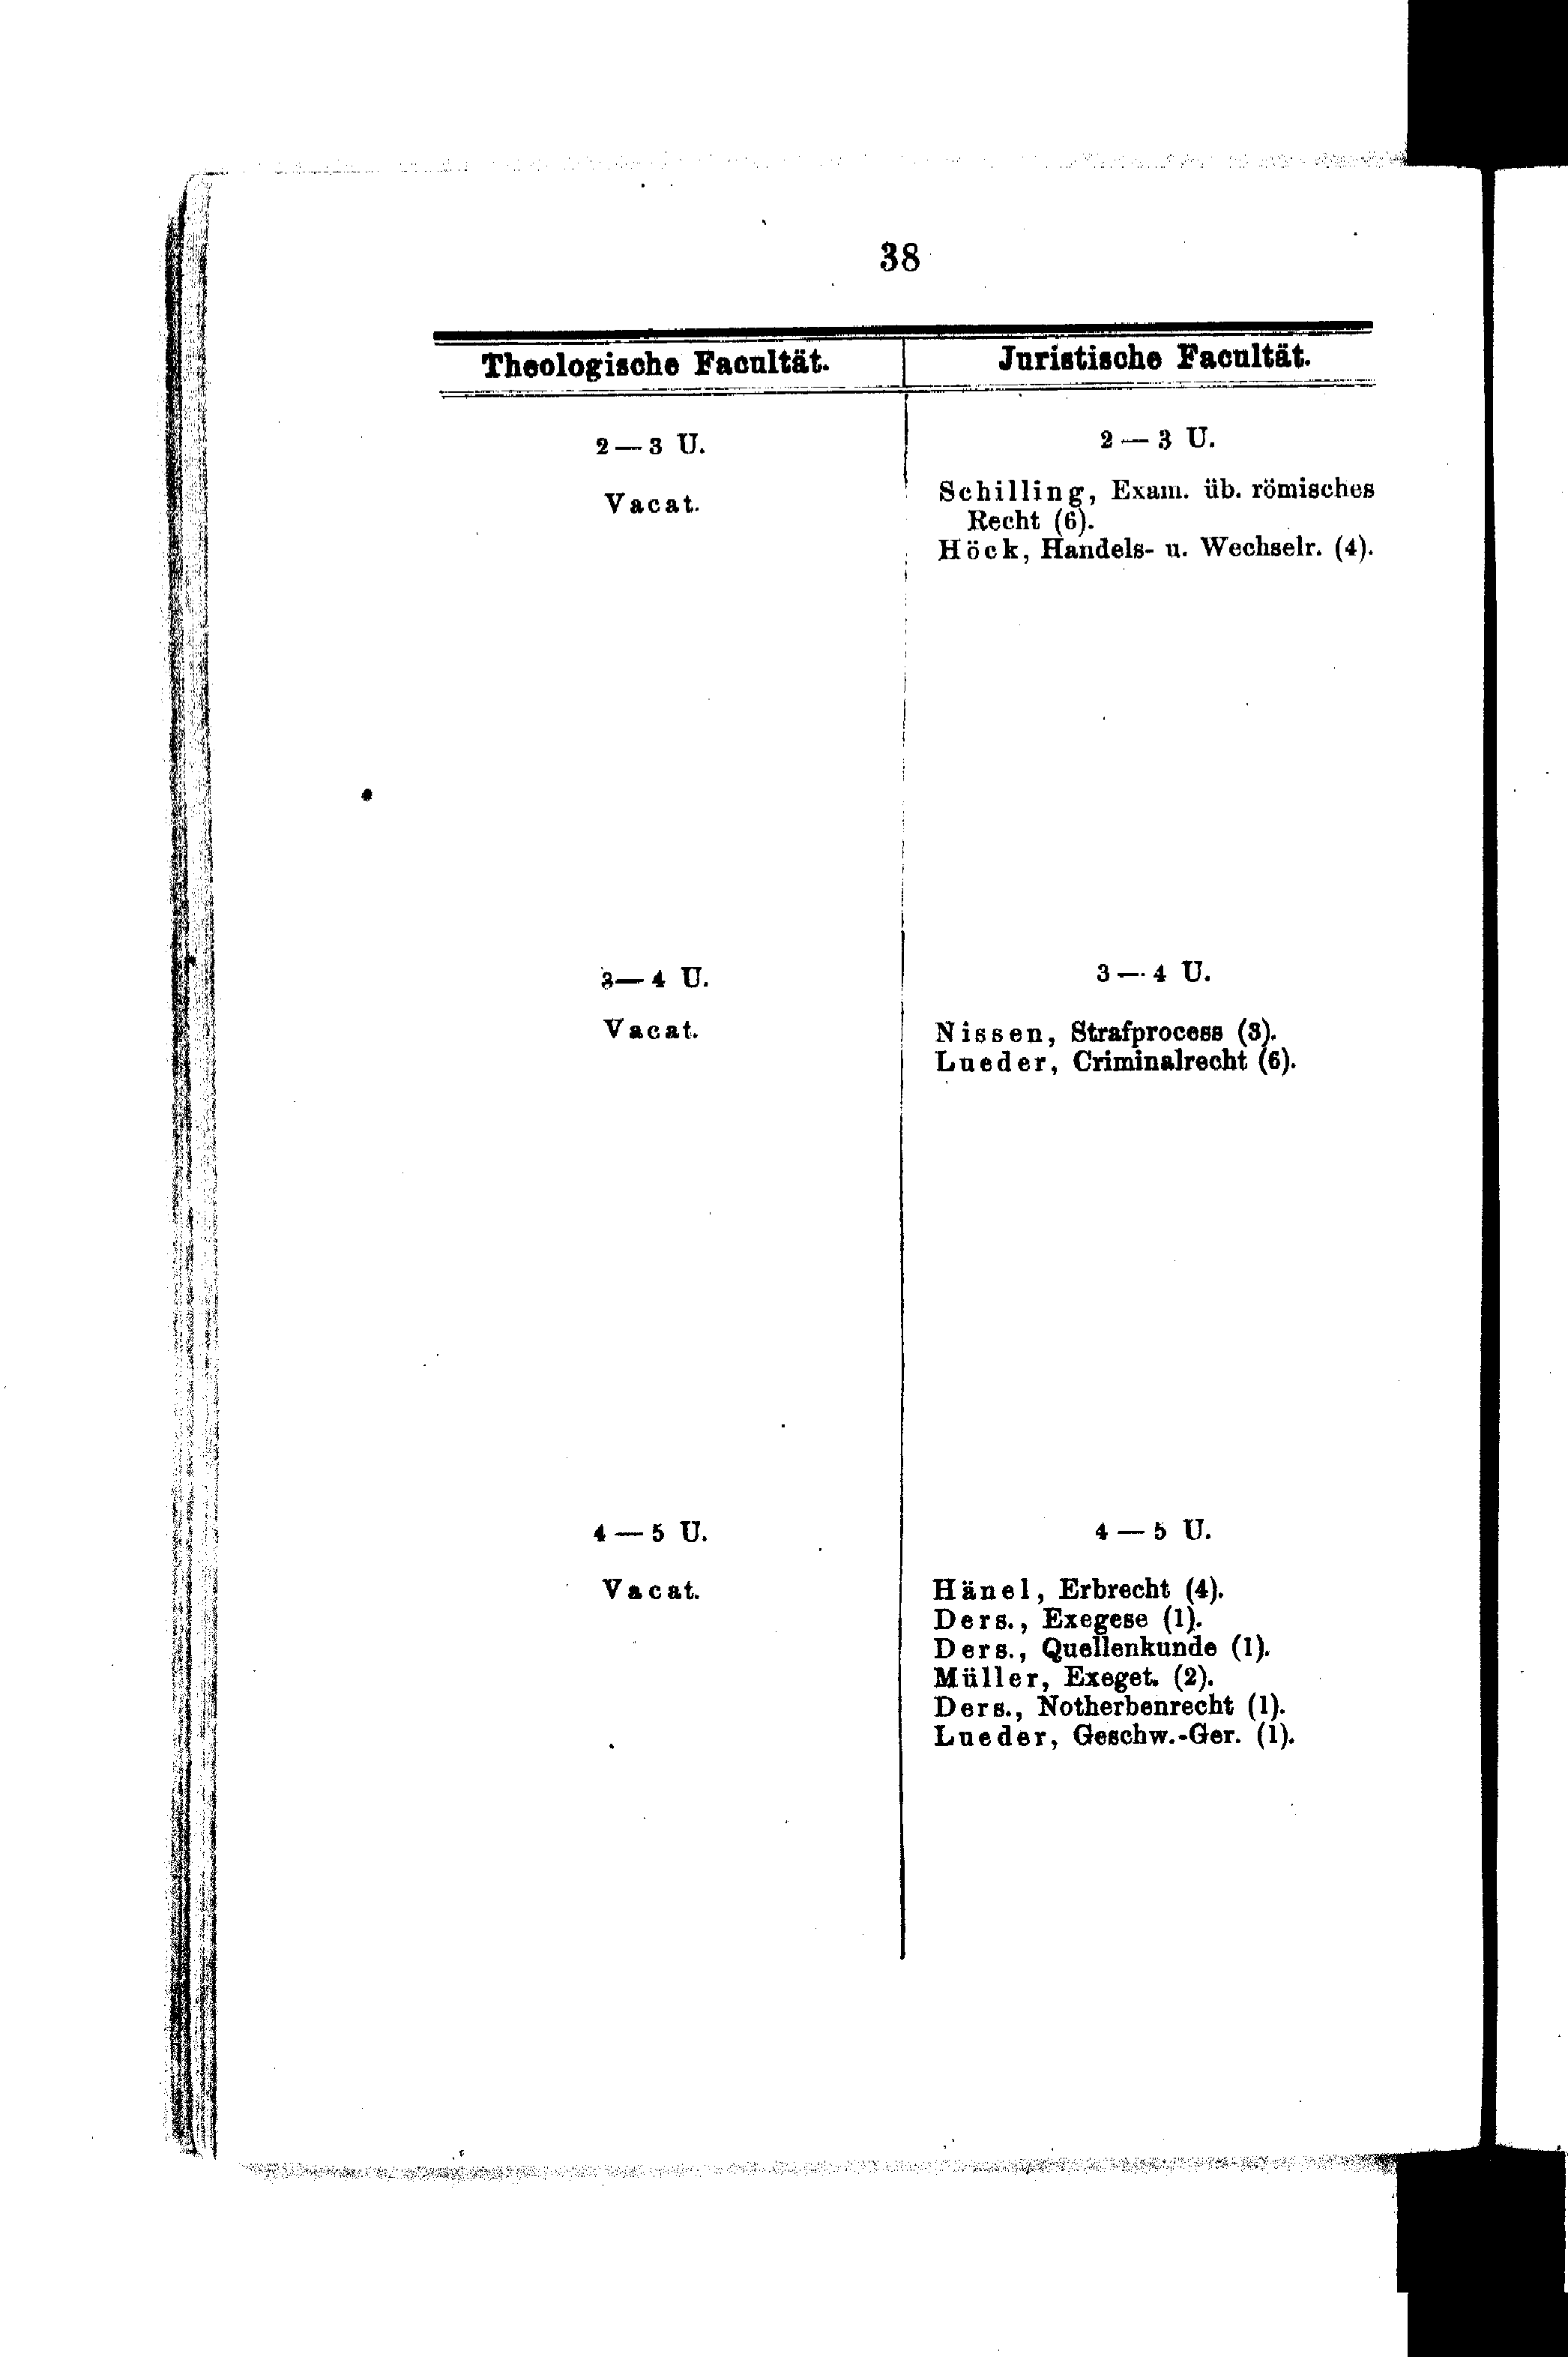 38
Theologische Facultät.
2 — 3 U.
Vacat.
3 — 4 U.
Vacat.
4 — 5 U.
Vacat.
Juristische Facultät.
2 — 3 U.
Schilling, Exam. üb. römisches
Recht (6).
Höck, Handels- u. Wechselr. (4).
3 — 4 U.
Nissen, Strafprocess (3).
Lueder, Criminalrecht (6).
4 — 5 U.
Hänel, Erbrecht (4).
Ders., Exegese (1).
Ders., Quellenkunde (1).
Müller, Exeget. (2).
Ders., Notherbenrecht (1).
Lueder, Geschw.-Ger. (1).